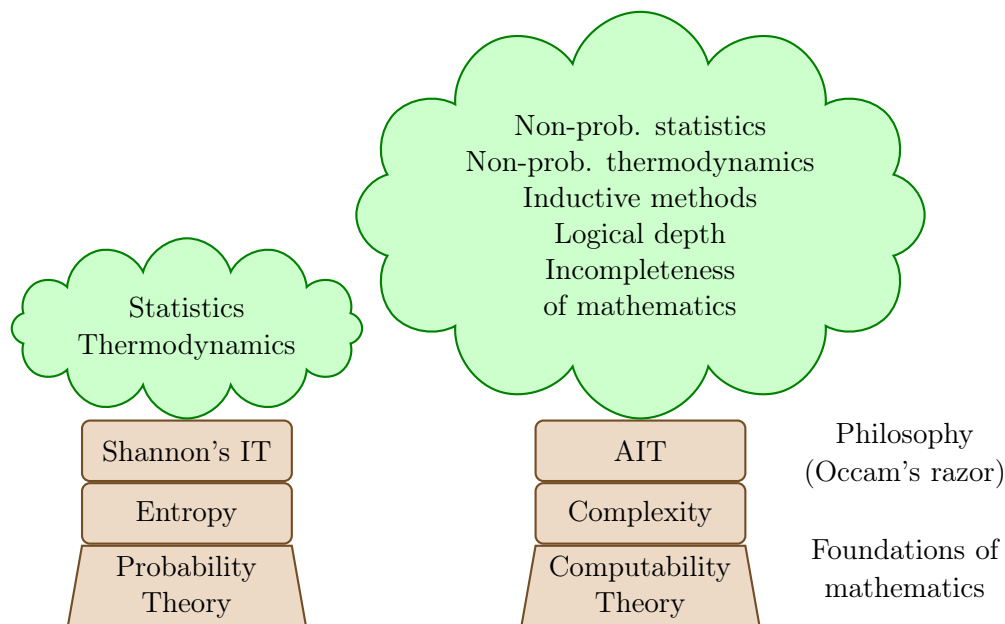 Non-prob. statistics
Non-prob. thermodynamics
Inductive methods
Logical depth
Incompleteness
of mathematics
Statistics
Thermodynamics
Shannon's IT
Entropy
Probability
Theory
AIT
Complexity
Computability
Theory
Philosophy
(Occam's razor)
Foundations of
mathematics